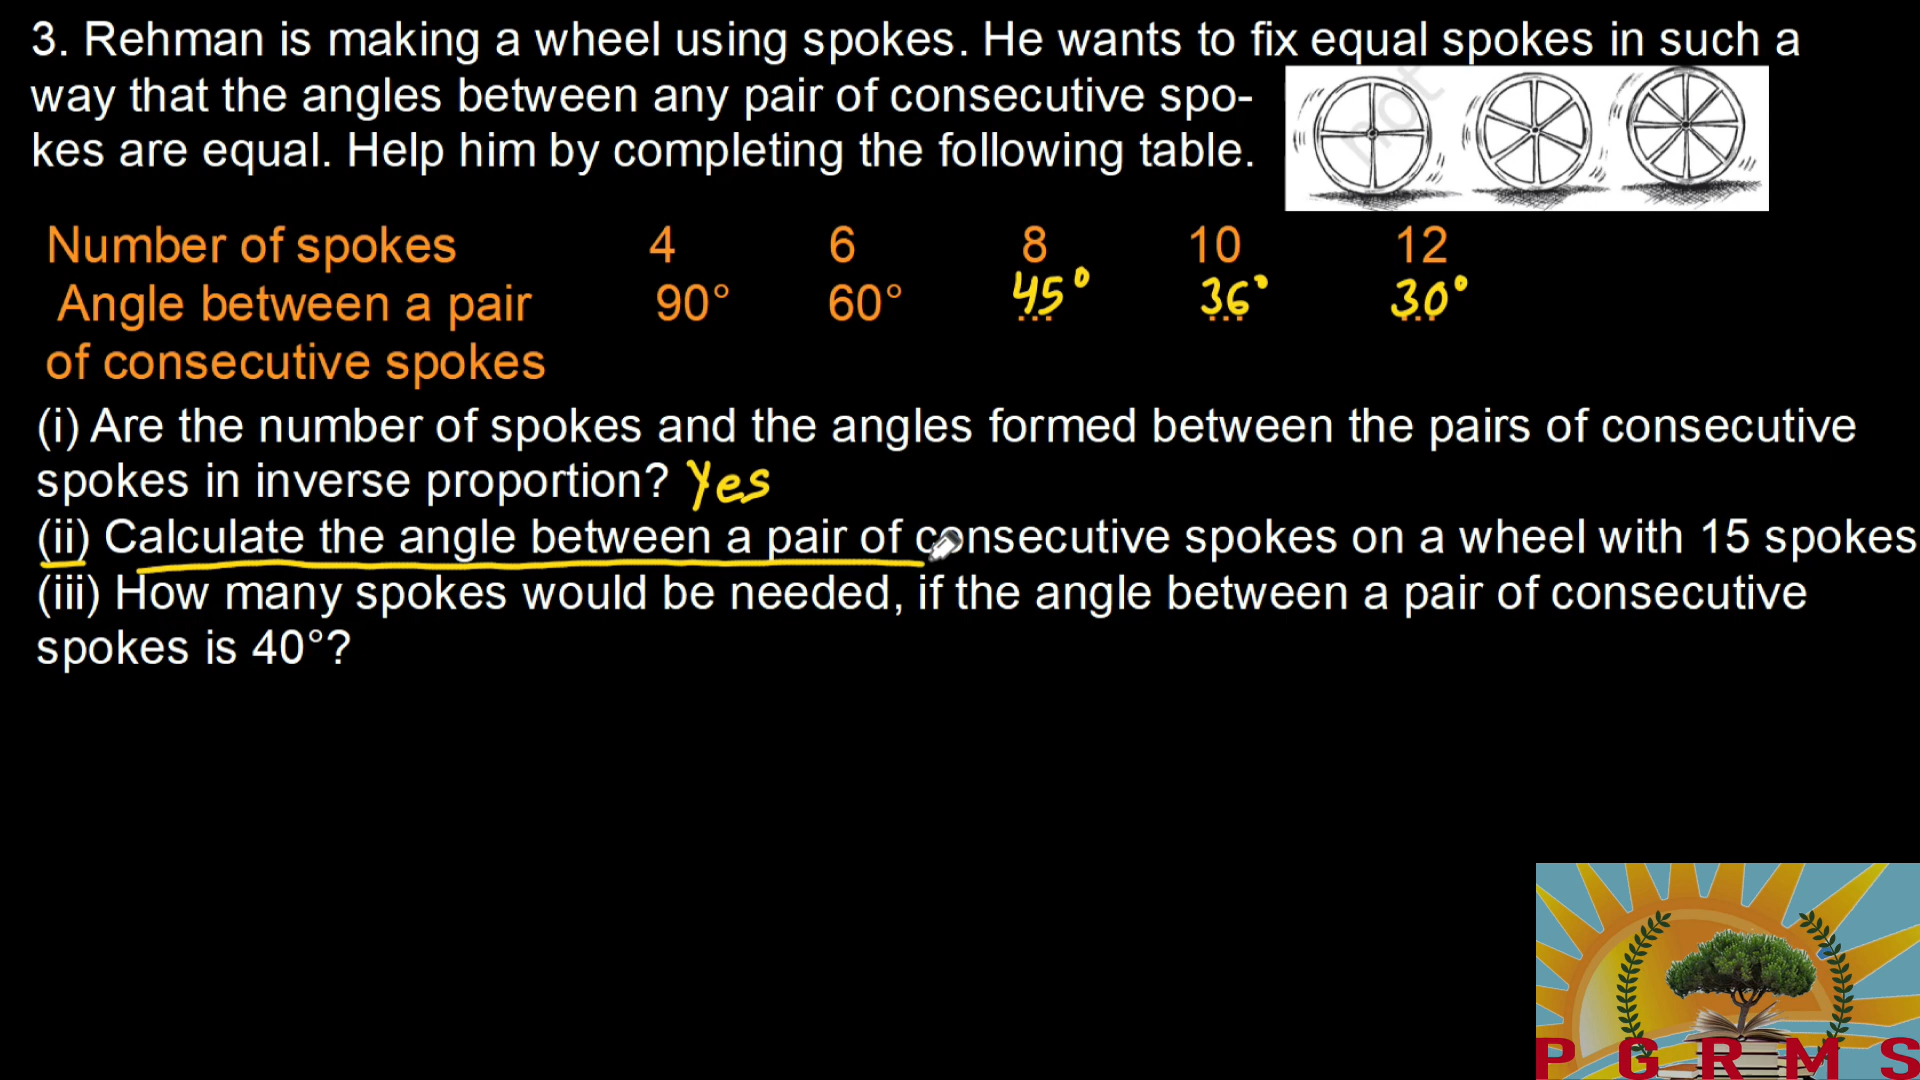 3. Rehman is making a wheel using spokes. He wants to fix equal spokes in such a
way that the angles between any pair of consecutive spo-
kes are equal. Help him by completing the following table.
not
Number of spokes 4 6 8 10 12
Angle between a pair 90° 60° 45° 36° 30°
of consecutive spokes
(i) Are the number of spokes and the angles formed between the pairs of consecutive
spokes in inverse proportion? Yes
(ii) Calculate the angle between a pair of consecutive spokes on a wheel with 15 spokes
(iii) How many spokes would be needed, if the angle between a pair of consecutive
spokes is 40°?
P G R M S